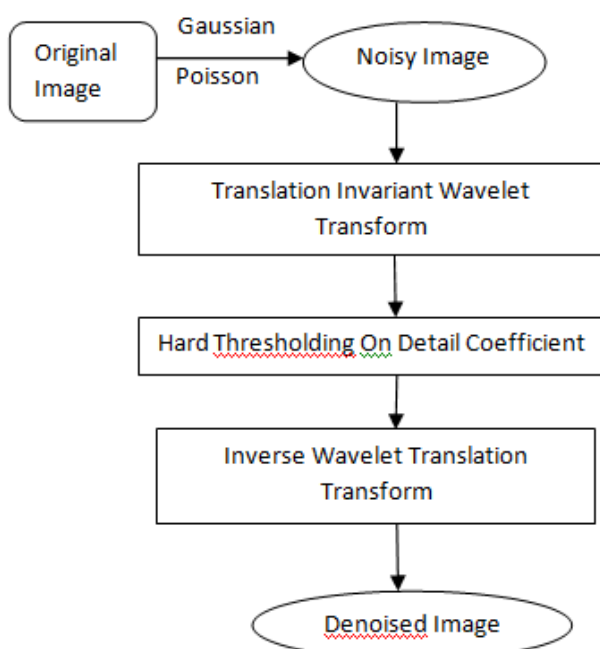 Original
Image
Gaussian
Poisson
Noisy Image
Translation Invariant Wavelet
Transform
Hard Thresholding On Detail Coefficient
Inverse Wavelet Translation
Transform
Denoised Image